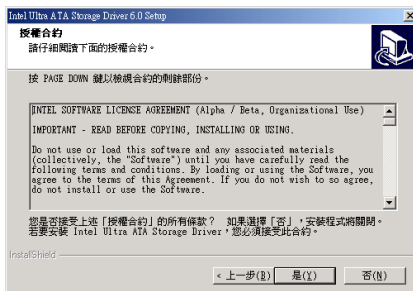 Intel Ultra ATA Storage Driver 6.0 Setup
授權合約
請仔細閱讀下面的授權合約。
按 PAGE DOWN 鍵以檢視合約的剩餘部份。
INTEL SOFTWARE LICENSE AGREEMENT (Alpha / Beta, Organizational Use)
IMPORTANT - READ BEFORE COPYING, INSTALLING OR USING.
Do not use or load this software and any associated materials
(collectively, the "Software") until you have carefully read the
following terms and conditions. By loading or using the Software, you
agree to the terms of this Agreement. If you do not wish to so agree,
do not install or use the Software.
您是否接受上述「授權合約」的所有條款? 如果選擇「否」,安裝程式將關閉。
若要安裝 Intel Ultra ATA Storage Driver,您必須接受此合約。
InstallShield
< 上一步(B) 是(Y) 否(N)